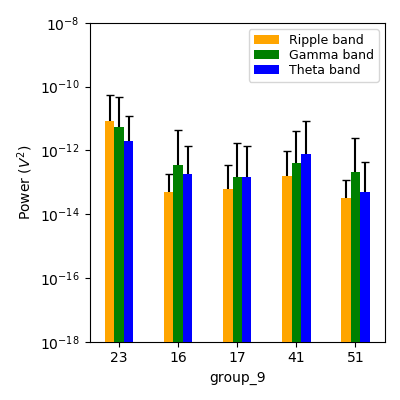 10⁻⁸
10⁻¹⁰
10⁻¹²
10⁻¹⁴
10⁻¹⁶
10⁻¹⁸
Power (V²)
Ripple band
Gamma band
Theta band
23 16 17 41 51
group_9